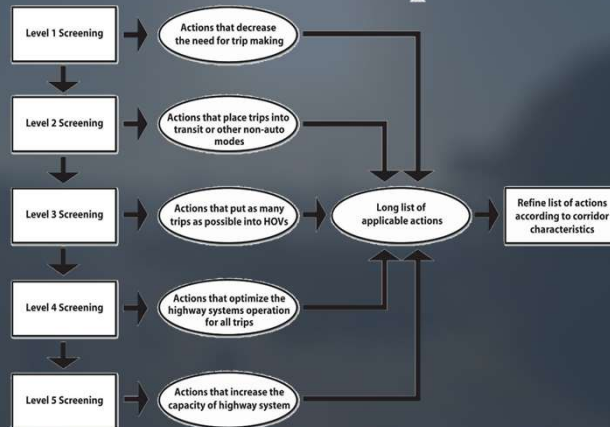 Level 1 Screening
Actions that decrease
the need for trip making
Level 2 Screening
Actions that place trips into
transit or other non-auto
modes
Level 3 Screening
Actions that put as many
trips as possible into HOVs
Long list of
applicable actions
Refine list of actions
according to corridor
characteristics
Level 4 Screening
Actions that optimize the
highway systems operation
for all trips
Level 5 Screening
Actions that increase the
capacity of highway system